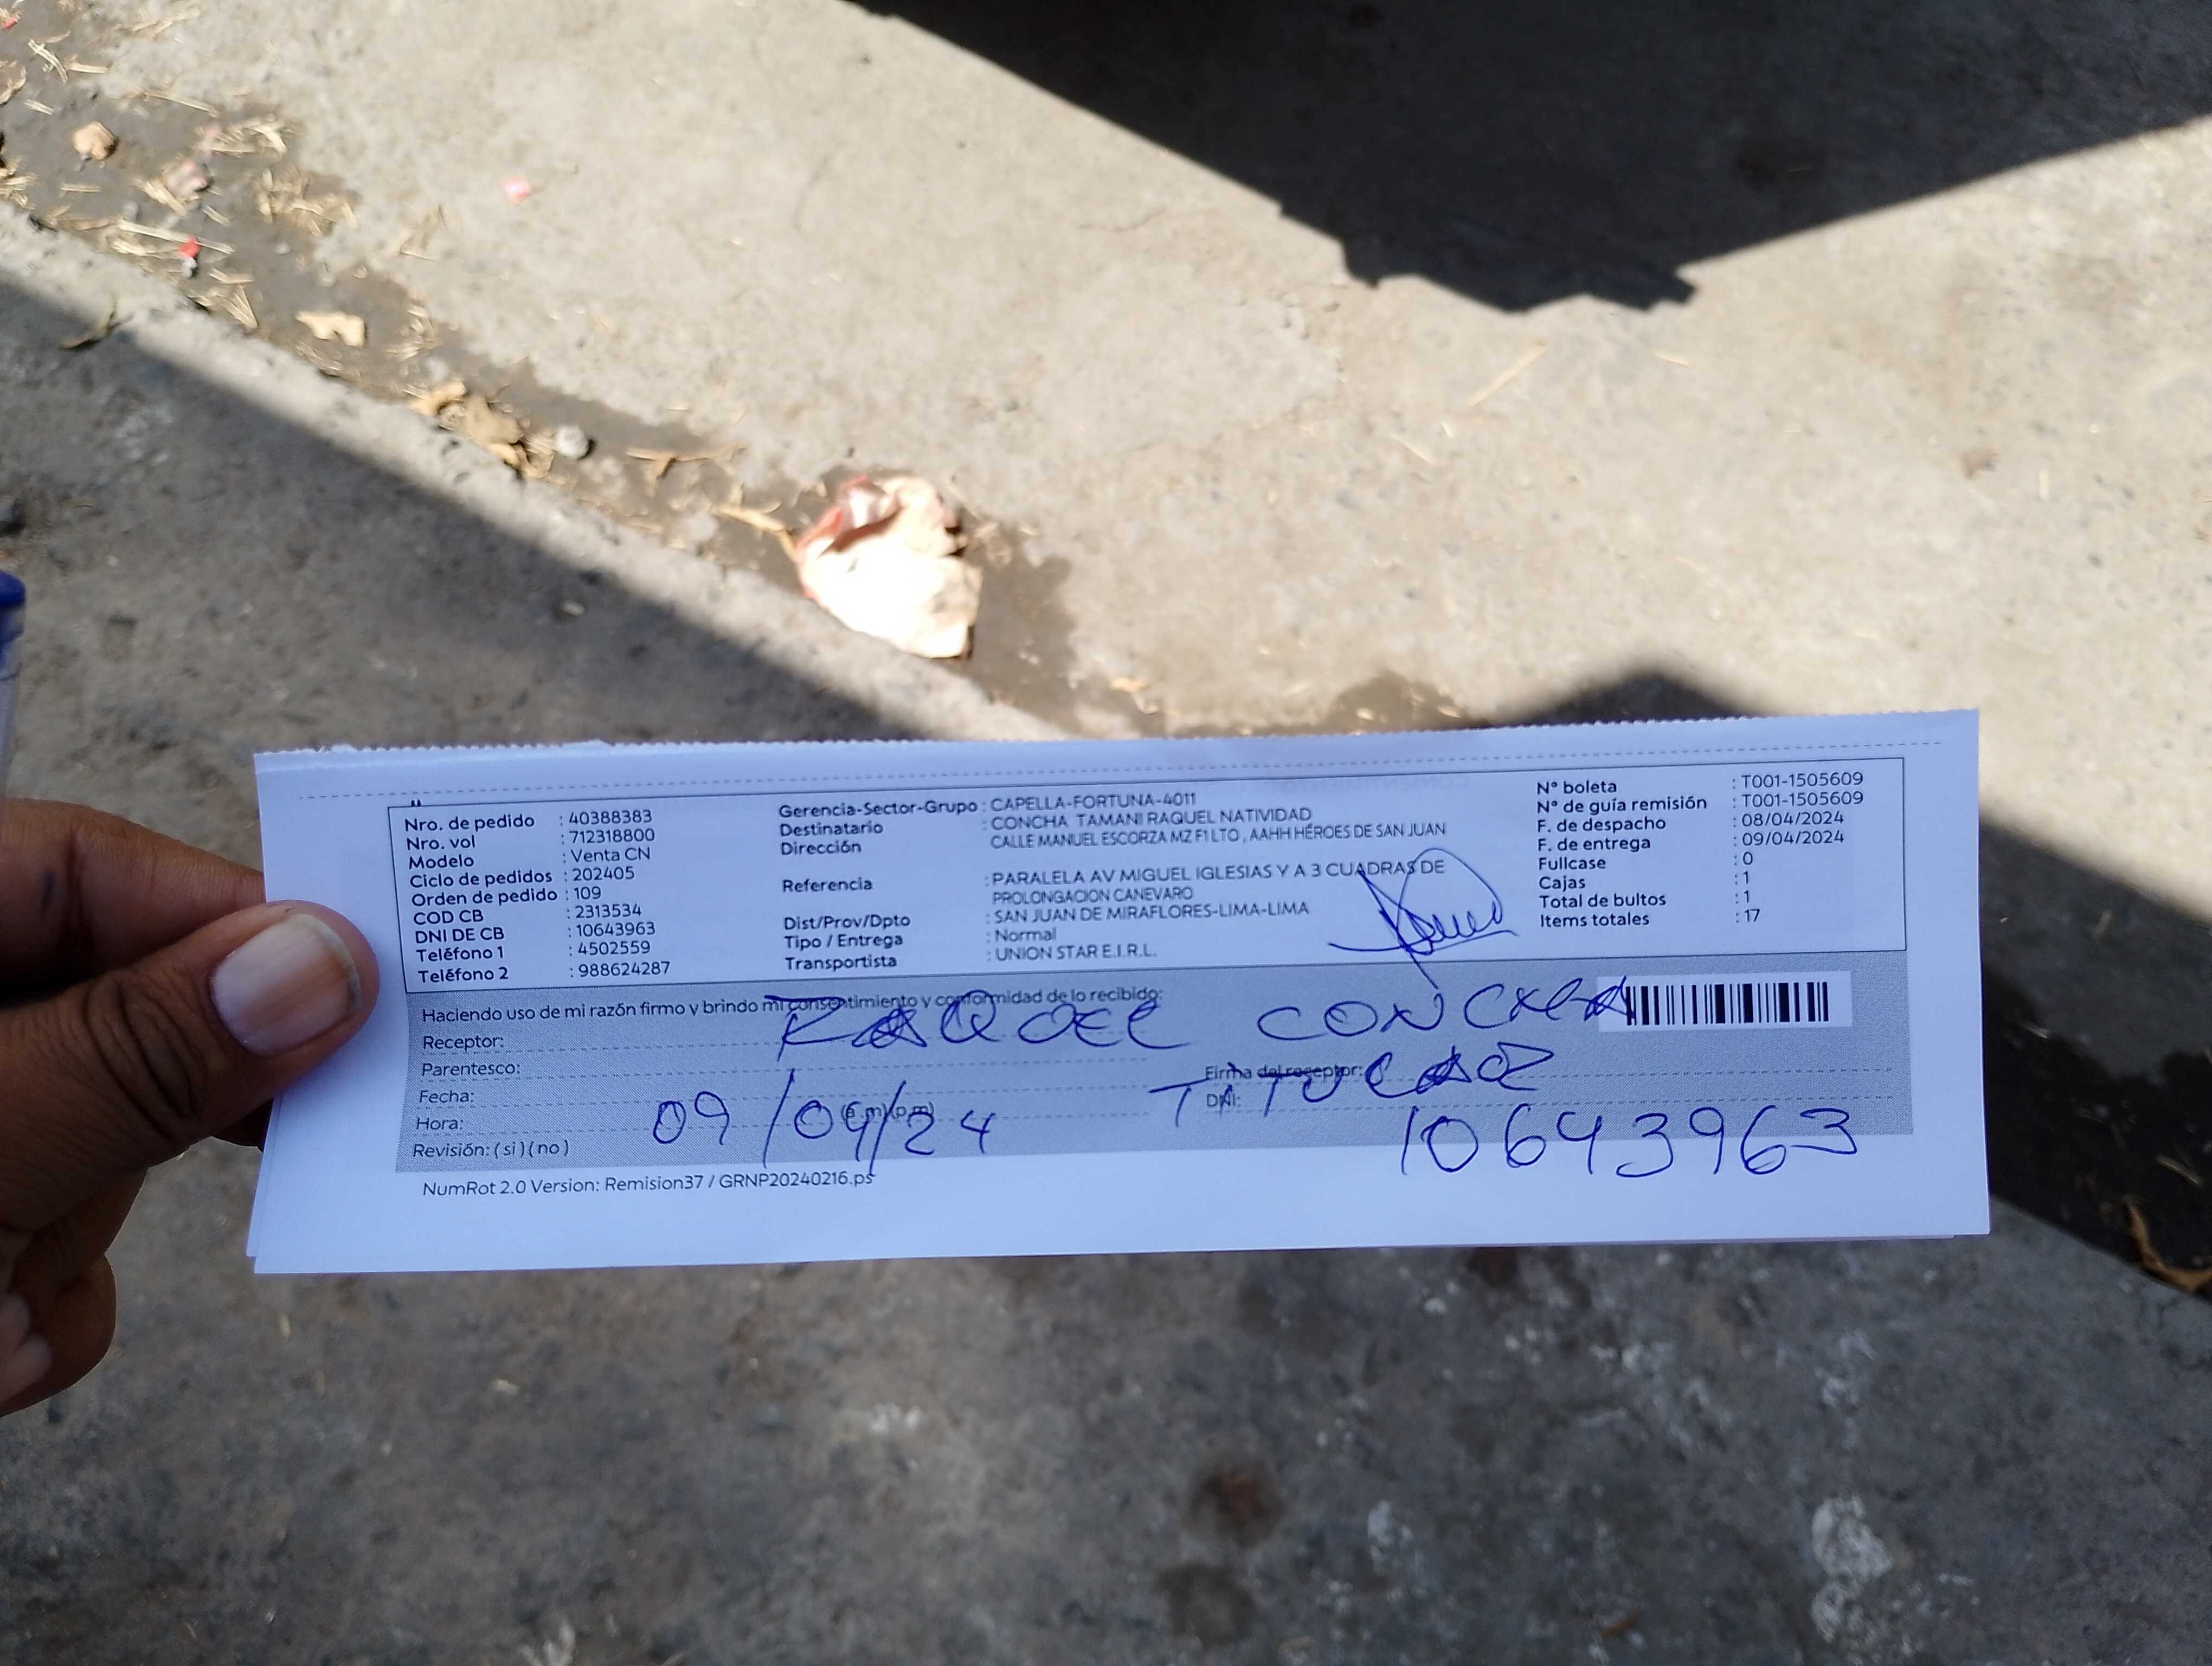 Nro. de pedido : 40388383
Nro. vol : 712318800
Modelo : Venta CN
Ciclo de pedidos : 202405
Orden de pedido : 109
COD CB : 2313534
DNI DE CB : 10643963
Teléfono 1 : 4502559
Teléfono 2 : 988624287
Gerencia-Sector-Grupo : CAPELLA-FORTUNA-4011
Destinatario : CONCHA TAMANI RAQUEL NATIVIDAD
Dirección CALLE MANUEL ESCORZA MZ F1 LTO , AAHH HÉROES DE SAN JUAN
Referencia : PARALELA AV MIGUEL IGLESIAS Y A 3 CUADRAS DE
PROLONGACION CANEVARO
Dist/Prov/Dpto : SAN JUAN DE MIRAFLORES-LIMA-LIMA
Tipo / Entrega : Normal
Transportista : UNION STAR E.I.R.L.
N° boleta : T001-1505609
N° de guía remisión : T001-1505609
F. de despacho : 08/04/2024
F. de entrega : 09/04/2024
Fullcase : 0
Cajas : 1
Total de bultos : 1
Items totales : 17
Haciendo uso de mi razón firmo y brindo mi consentimiento y conformidad de lo recibido:
Receptor: RAQUEL CONCHA
Parentesco:
Firma del receptor: TITULAR
Fecha: 09/04/24
DNI: 10643963
Hora: (a.m)(p.m)
Revisión: ( si ) ( no )
NumRot 2.0 Version: Remision37 / GRNP20240216.ps